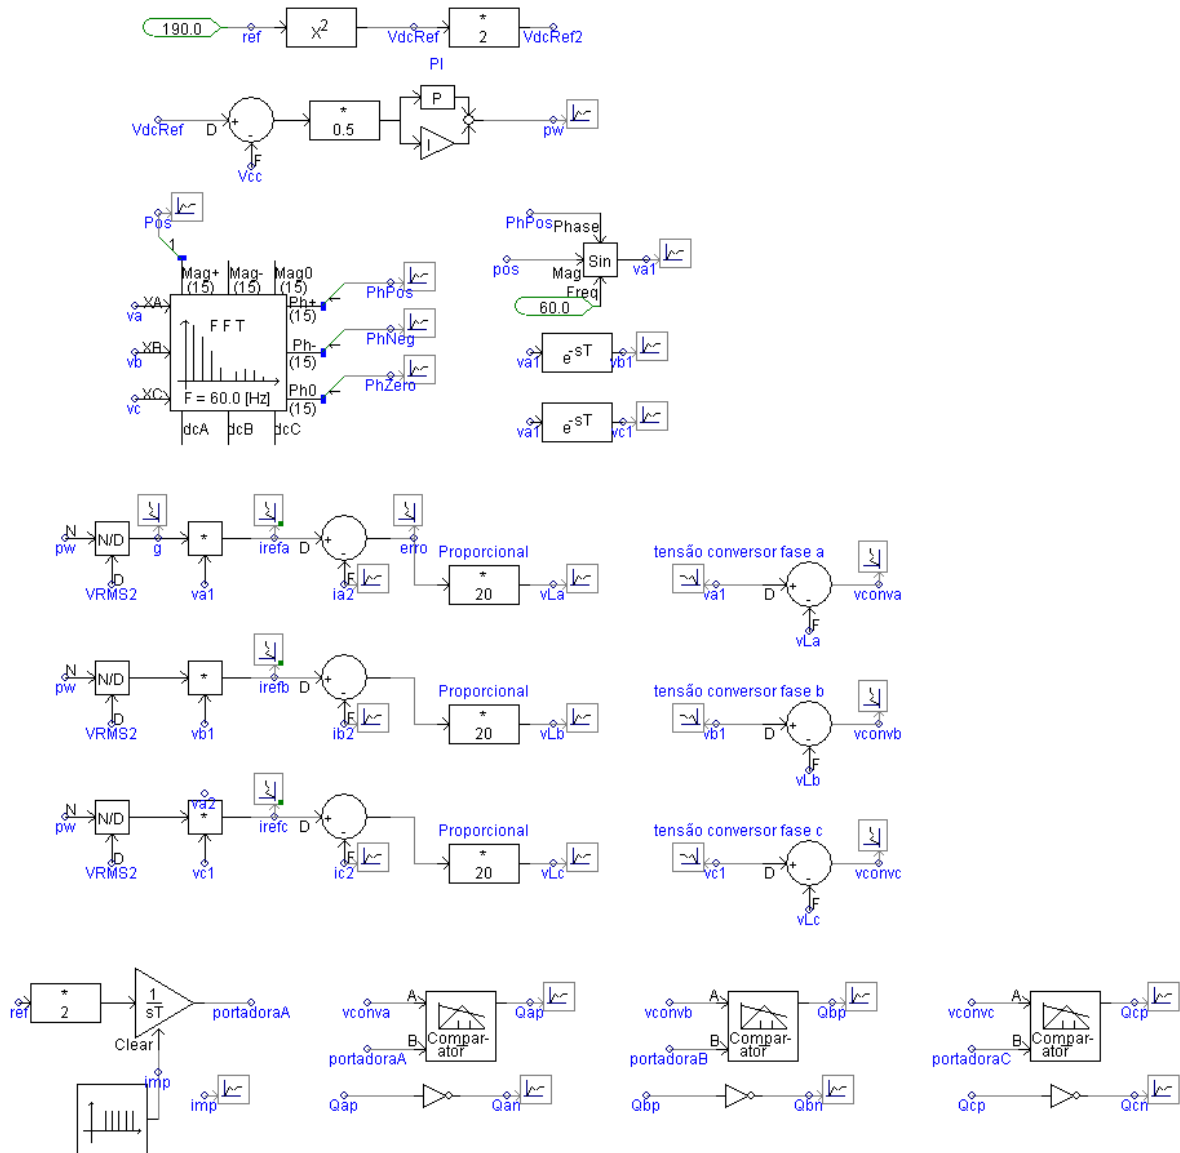 190.0
ref
X2
VdcRef
*
2
VdcRef2
PI
VdcRef
D
+
-
F
Vcc
*
0.5
P
I
pw
Pos
1
Mag+
(15)
Mag-
(15)
Mag0
(15)
va
XA
vb
XB
vc
XC
FFT
F = 60.0 [Hz]
Ph+
(15)
Ph-
(15)
Ph0
(15)
PhPos
PhNeg
PhZero
dcA
dcB
dcC
PhPos
Phase
pos
Mag
Sin
va1
Freq
60.0
va1
e-sT
vb1
va1
e-sT
vc1
pw
N
N/D
D
VRMS2
g
*
va1
irefa
D
+
-
F
ia2
erro
Proporcional
*
20
vLa
tensão conversor fase a
va1
D
+
-
F
vLa
vconva
pw
N
N/D
D
VRMS2
*
vb1
irefb
D
+
-
F
ib2
Proporcional
*
20
vLb
tensão conversor fase b
vb1
D
+
-
F
vLb
vconvb
pw
N
N/D
D
VRMS2
va2
*
vc1
irefc
D
+
-
F
ic2
Proporcional
*
20
vLc
tensão conversor fase c
vc1
D
+
-
F
vLc
vconvc
ref
*
2
1
sT
Clear
portadoraA
imp
imp
vconva
A
portadoraA
B
Compar-
ator
Qap
Qap
Qan
vconvb
A
portadoraB
B
Compar-
ator
Qbp
Qbp
Qbn
vconvc
A
portadoraC
B
Compar-
ator
Qcp
Qcp
Qcn